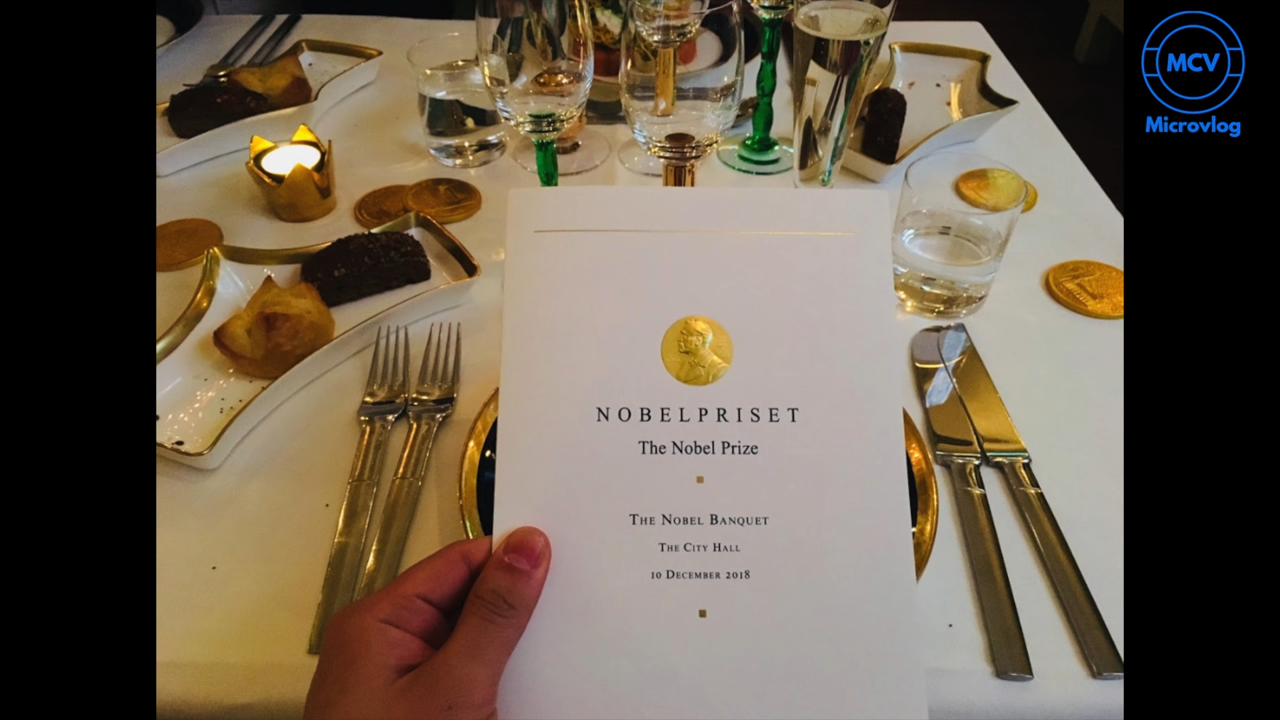 NOBELPRISET
The Nobel Prize
THE NOBEL BANQUET
THE CITY HALL
10 DECEMBER 2018
MCV
Microvlog